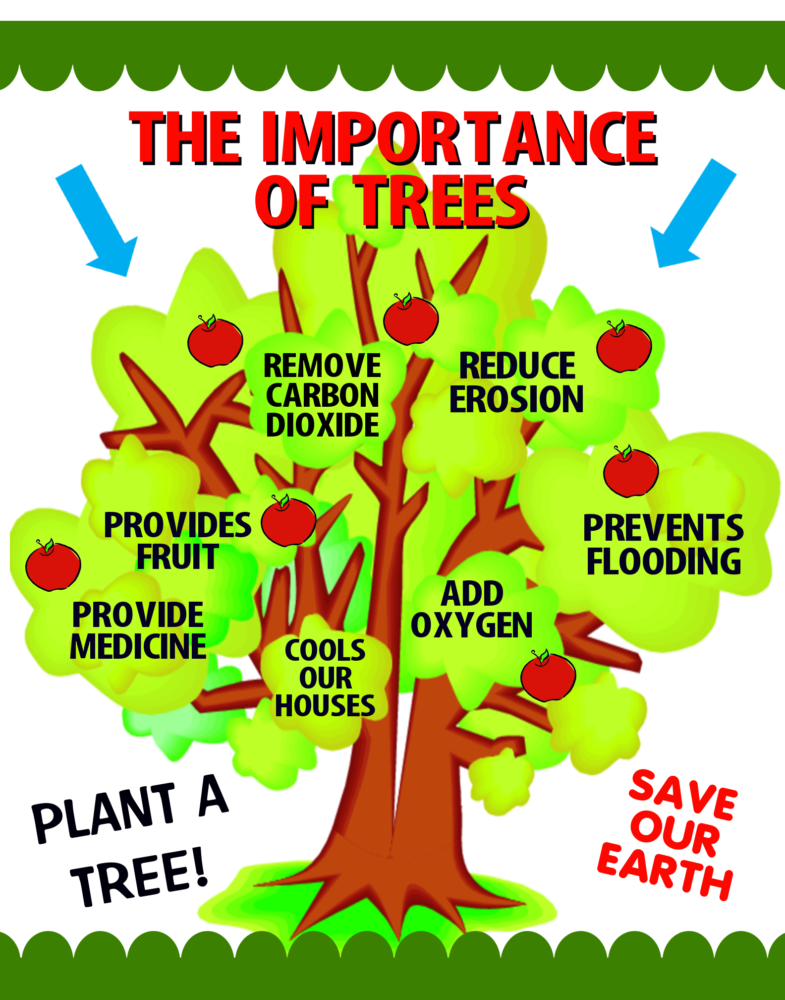 THE IMPORTANCE
OF TREES
REMOVE
CARBON
DIOXIDE
REDUCE
EROSION
PROVIDES
FRUIT
PREVENTS
FLOODING
PROVIDE
MEDICINE
ADD
OXYGEN
COOLS
OUR
HOUSES
PLANT A
TREE!
SAVE
OUR
EARTH